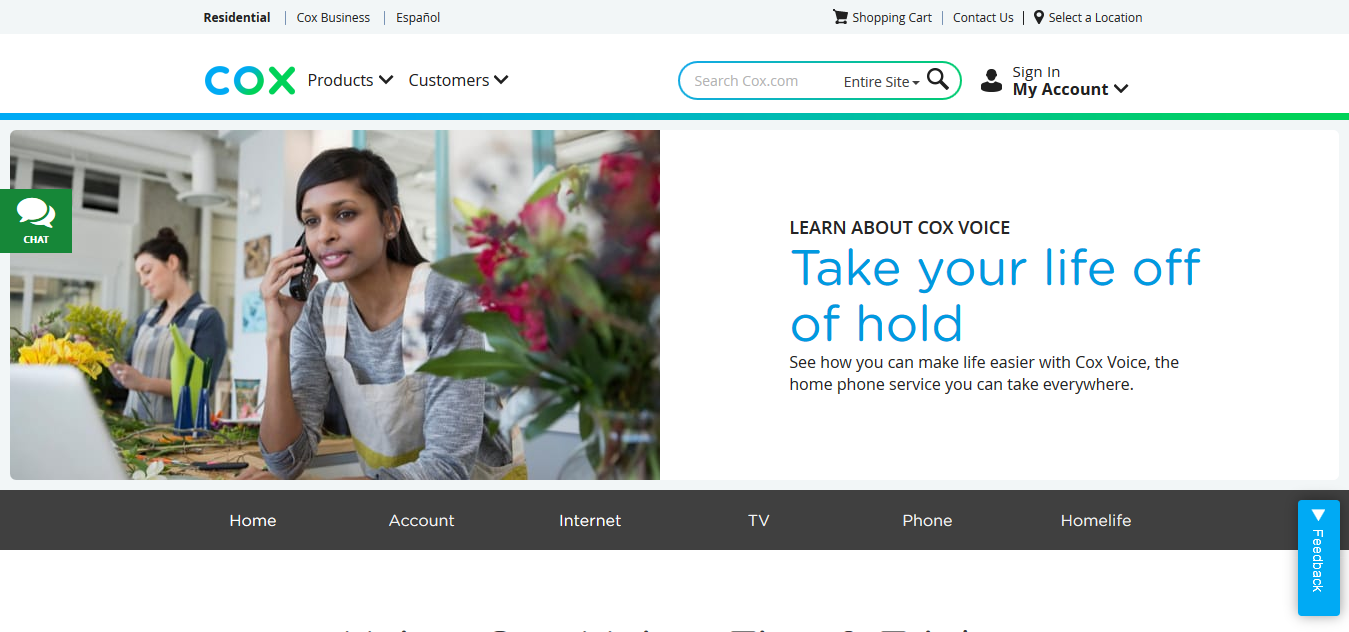 Residential
Cox Business
Español
Shopping Cart
Contact Us
Select a Location
COX
Products
Customers
Search Cox.com
Entire Site
Sign In
My Account
CHAT
LEARN ABOUT COX VOICE
Take your life off
of hold
See how you can make life easier with Cox Voice, the
home phone service you can take everywhere.
Home
Account
Internet
TV
Phone
Homelife
Feedback